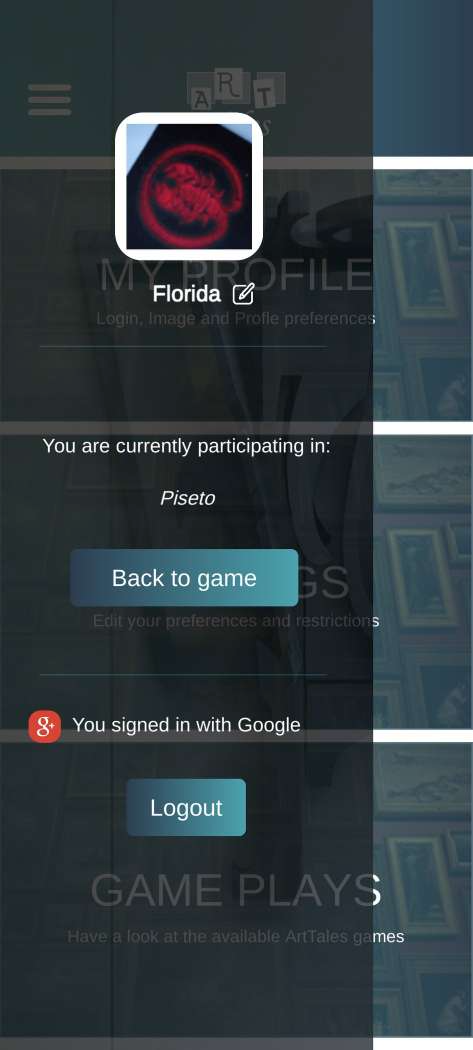 ART
MY PROFILE
Florida
Login, Image and Profle preferences
You are currently participating in:
Piseto
Back to game
GS
Edit your preferences and restrictions
g+ You signed in with Google
Logout
GAME PLAYS
Have a look at the available ArtTales games